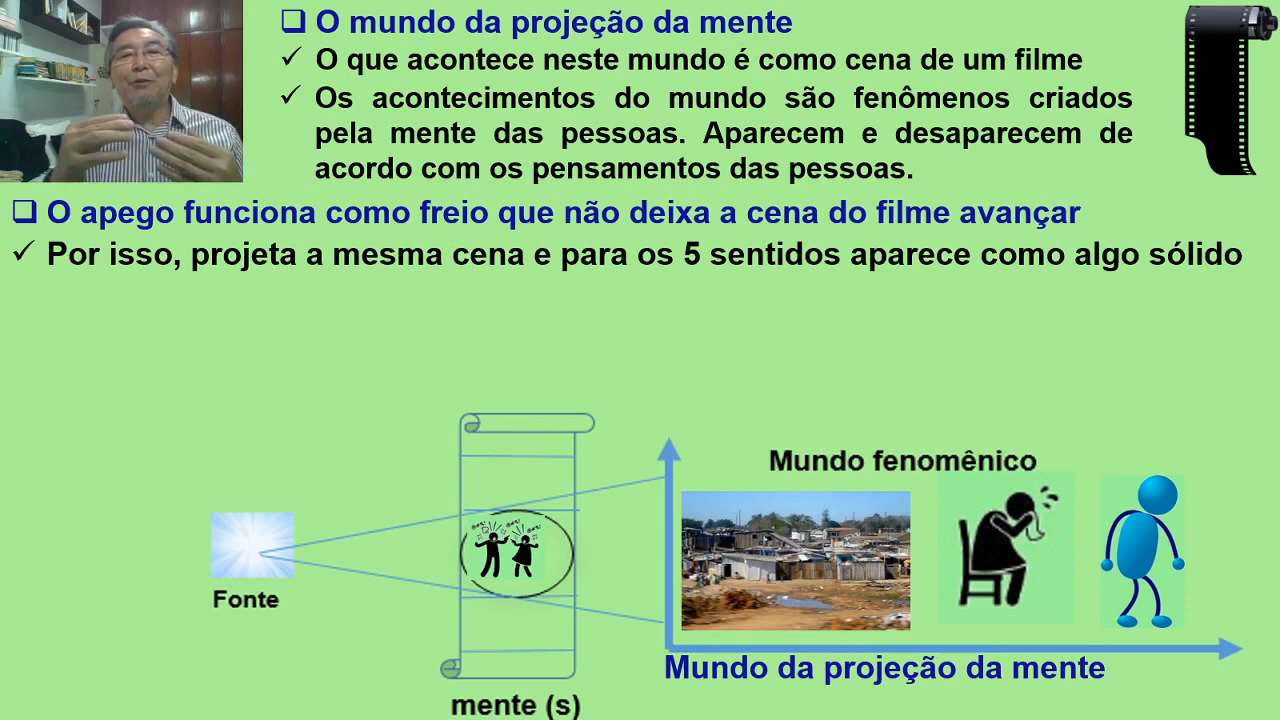 O mundo da projeção da mente
O que acontece neste mundo é como cena de um filme
Os acontecimentos do mundo são fenômenos criados
pela mente das pessoas. Aparecem e desaparecem de
acordo com os pensamentos das pessoas.
O apego funciona como freio que não deixa a cena do filme avançar
Por isso, projeta a mesma cena e para os 5 sentidos aparece como algo sólido
Mundo fenomênico
Fonte
Mundo da projeção da mente
mente (s)